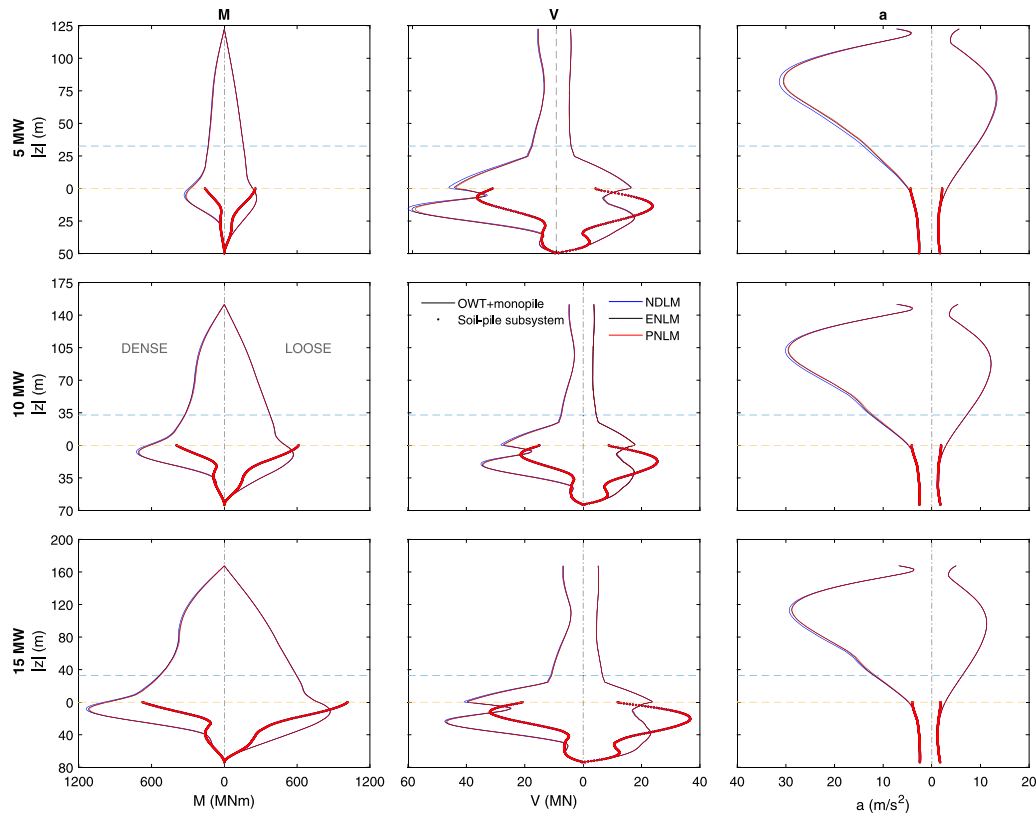 M
V
a
5 MW
|z| (m)
125
100
75
50
25
0
25
50
10 MW
|z| (m)
175
140
105
70
35
0
35
70
DENSE
LOOSE
OWT+monopile
Soil-pile subsystem
NDLM
ENLM
PNLM
15 MW
|z| (m)
200
160
120
80
40
0
40
80
1200 600 0 600 1200
M (MNm)
60 40 20 0 20 40
V (MN)
40 30 20 10 0 10 20
a (m/s²)